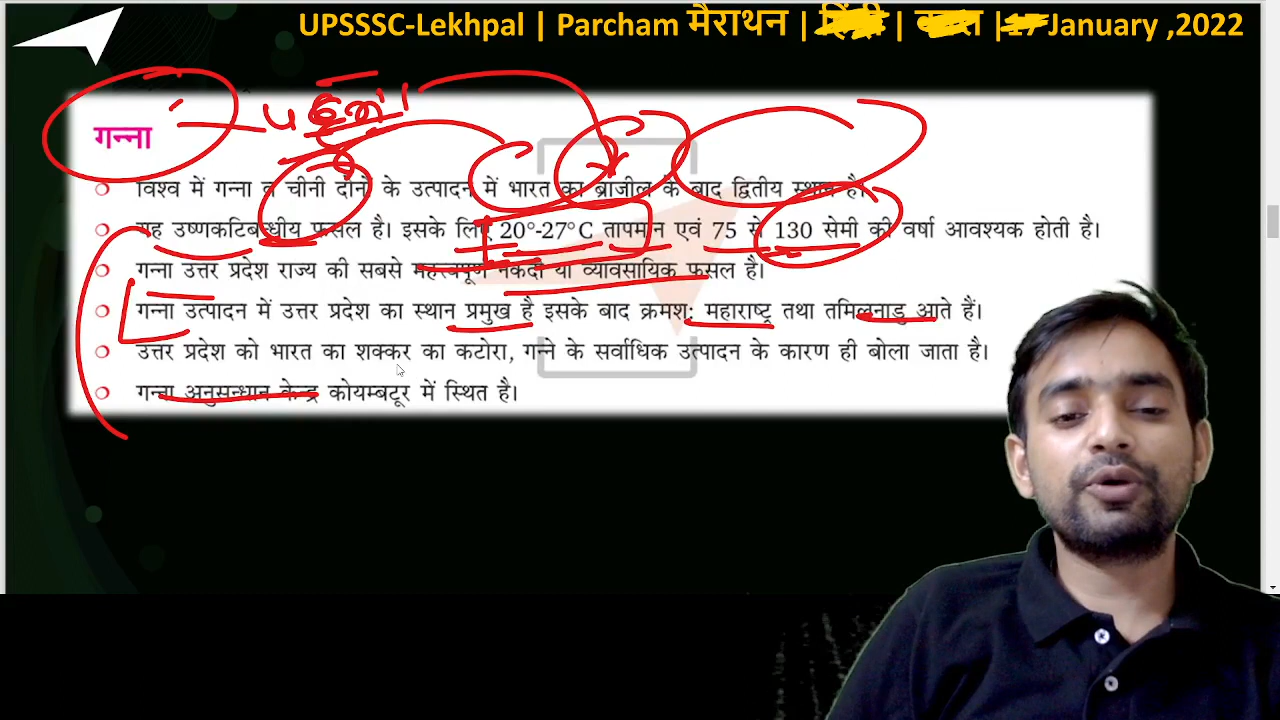 UPSSSC-Lekhpal | Parcham मैराथन | हिंदी | | 17 January ,2022
गन्ना
विश्व में गन्ना व चीनी दोनों के उत्पादन में भारत का ब्राजील के बाद द्वितीय स्थान है।
यह उष्णकटिबन्धीय फसल है। इसके लिए 20°-27°C तापमान एवं 75 से 130 सेमी की वर्षा आवश्यक होती है।
गन्ना उत्तर प्रदेश राज्य की सबसे महत्वपूर्ण नकदी या व्यावसायिक फसल है।
गन्ना उत्पादन में उत्तर प्रदेश का स्थान प्रमुख है इसके बाद क्रमश: महाराष्ट्र तथा तमिलनाडु आते हैं।
उत्तर प्रदेश को भारत का शक्कर का कटोरा, गन्ने के सर्वाधिक उत्पादन के कारण ही बोला जाता है।
गन्ना अनुसन्धान केन्द्र कोयम्बटूर में स्थित है।